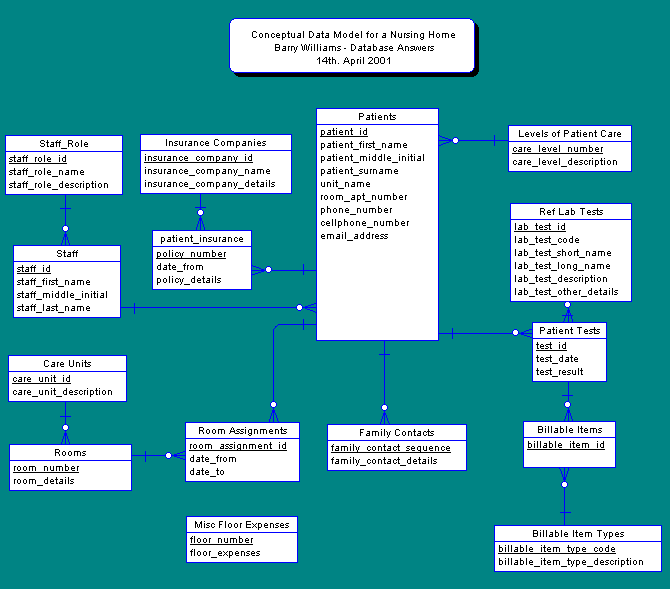 Conceptual Data Model for a Nursing Home
Barry Williams - Database Answers
14th. April 2001
Patients
patient_id
patient_first_name
patient_middle_initial
patient_surname
unit_name
room_apt_number
phone_number
cellphone_number
email_address
Levels of Patient Care
care_level_number
care_level_description
Staff_Role
staff_role_id
staff_role_name
staff_role_description
Insurance Companies
insurance_company_id
insurance_company_name
insurance_company_details
Ref Lab Tests
lab_test_id
lab_test_code
lab_test_short_name
lab_test_long_name
lab_test_description
lab_test_other_details
patient_insurance
policy_number
date_from
policy_details
Staff
staff_id
staff_first_name
staff_middle_initial
staff_last_name
Patient Tests
test_id
test_date
test_result
Care Units
care_unit_id
care_unit_description
Room Assignments
room_assignment_id
date_from
date_to
Family Contacts
family_contact_sequence
family_contact_details
Billable Items
billable_item_id
Rooms
room_number
room_details
Misc Floor Expenses
floor_number
floor_expenses
Billable Item Types
billable_item_type_code
billable_item_type_description